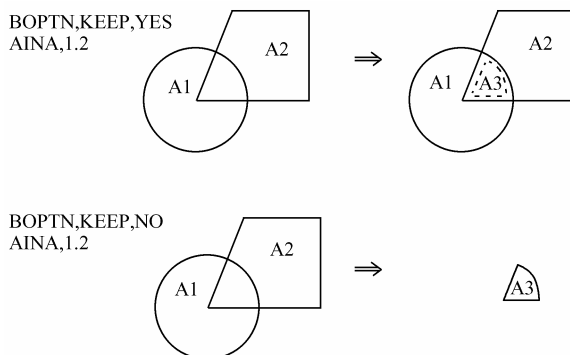 BOPTN,KEEP,YES
AINA,1.2
A1
A2
⇒
A1
A3
A2
BOPTN,KEEP,NO
AINA,1.2
A1
A2
⇒
A3